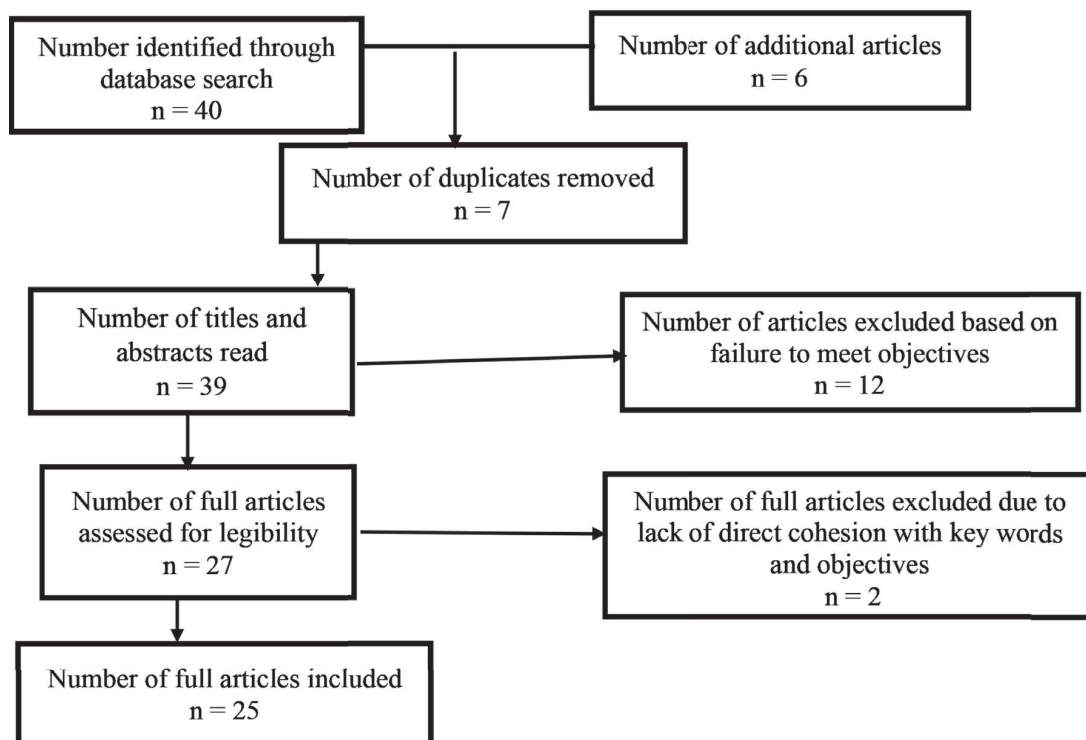 Number identified through
database search
n = 40
Number of additional articles
n = 6
Number of duplicates removed
n = 7
Number of titles and
abstracts read
n = 39
Number of articles excluded based on
failure to meet objectives
n = 12
Number of full articles
assessed for legibility
n = 27
Number of full articles excluded due to
lack of direct cohesion with key words
and objectives
n = 2
Number of full articles included
n = 25